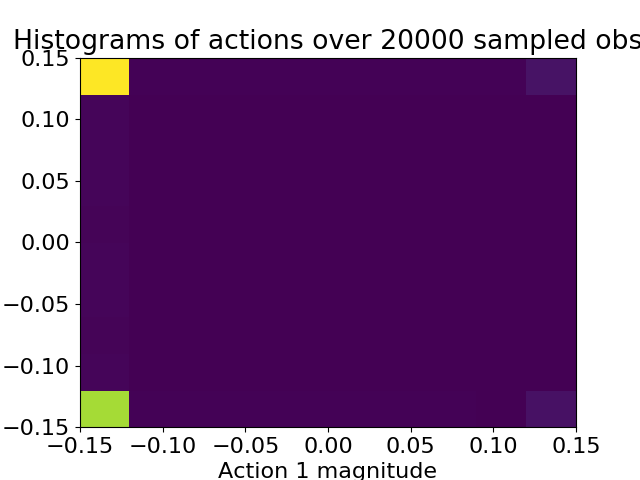 Histograms of actions over 20000 sampled obs
0.15
0.10
0.05
0.00
−0.05
−0.10
−0.15
−0.15 −0.10 −0.05 0.00 0.05 0.10 0.15
Action 1 magnitude